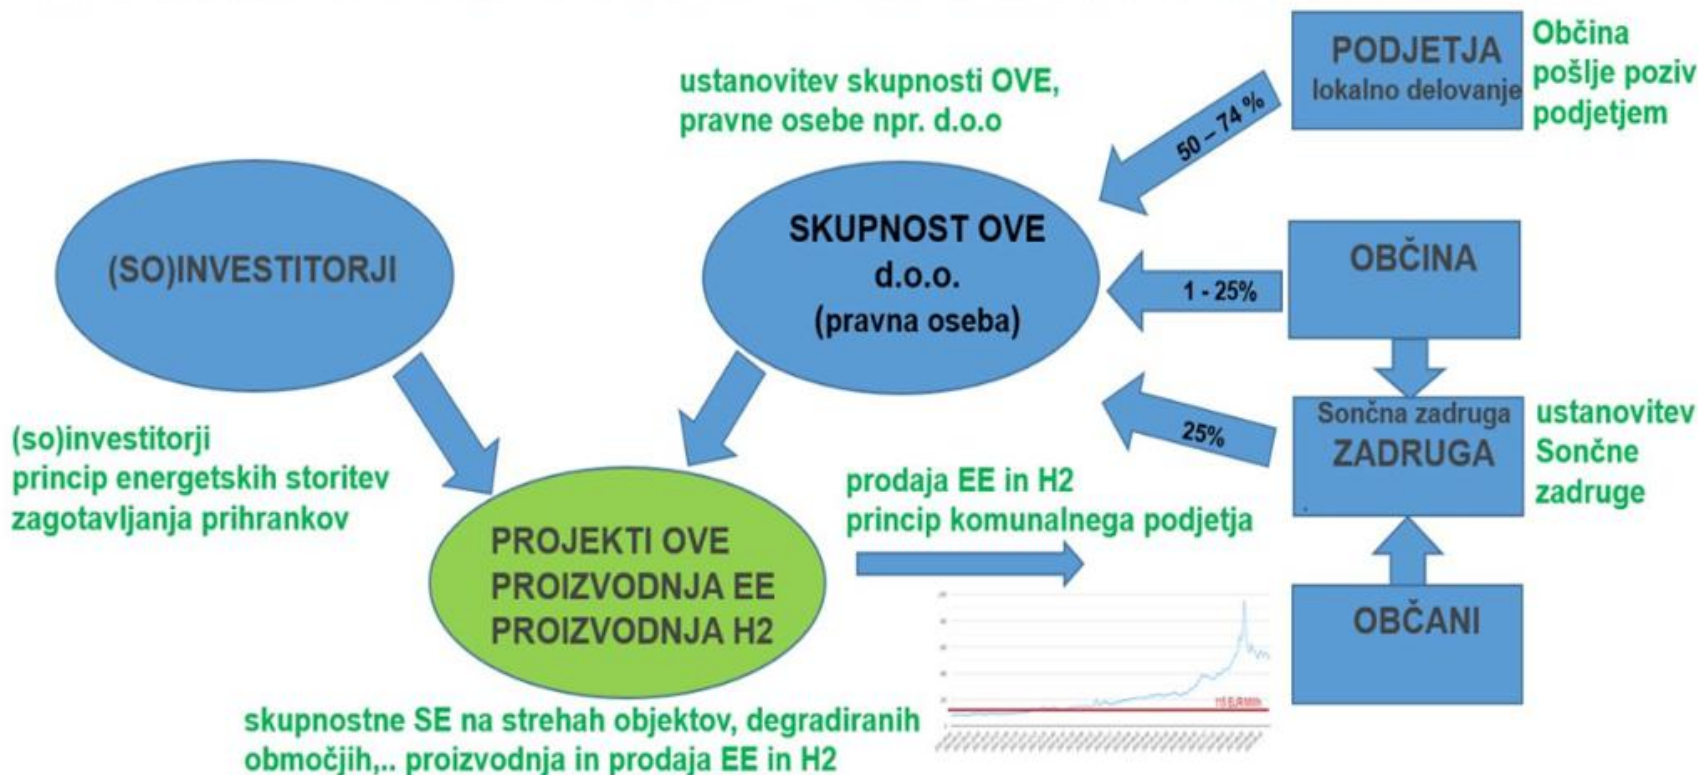 ustanovitev skupnosti OVE,
pravne osebe npr. d.o.o
PODJETJA
lokalno delovanje
Občina
pošlje poziv
podjetjem
50 – 74 %
(SO)INVESTITORJI
SKUPNOST OVE
d.o.o.
(pravna oseba)
1 - 25%
OBČINA
25%
Sončna zadruga
ZADRUGA
ustanovitev
Sončne
zadruge
(so)investitorji
princip energetskih storitev
zagotavljanja prihrankov
PROJEKTI OVE
PROIZVODNJA EE
PROIZVODNJA H2
prodaja EE in H2
princip komunalnega podjetja
OBČANI
skupnostne SE na strehah objektov, degradiranih
območjih,.. proizvodnja in prodaja EE in H2